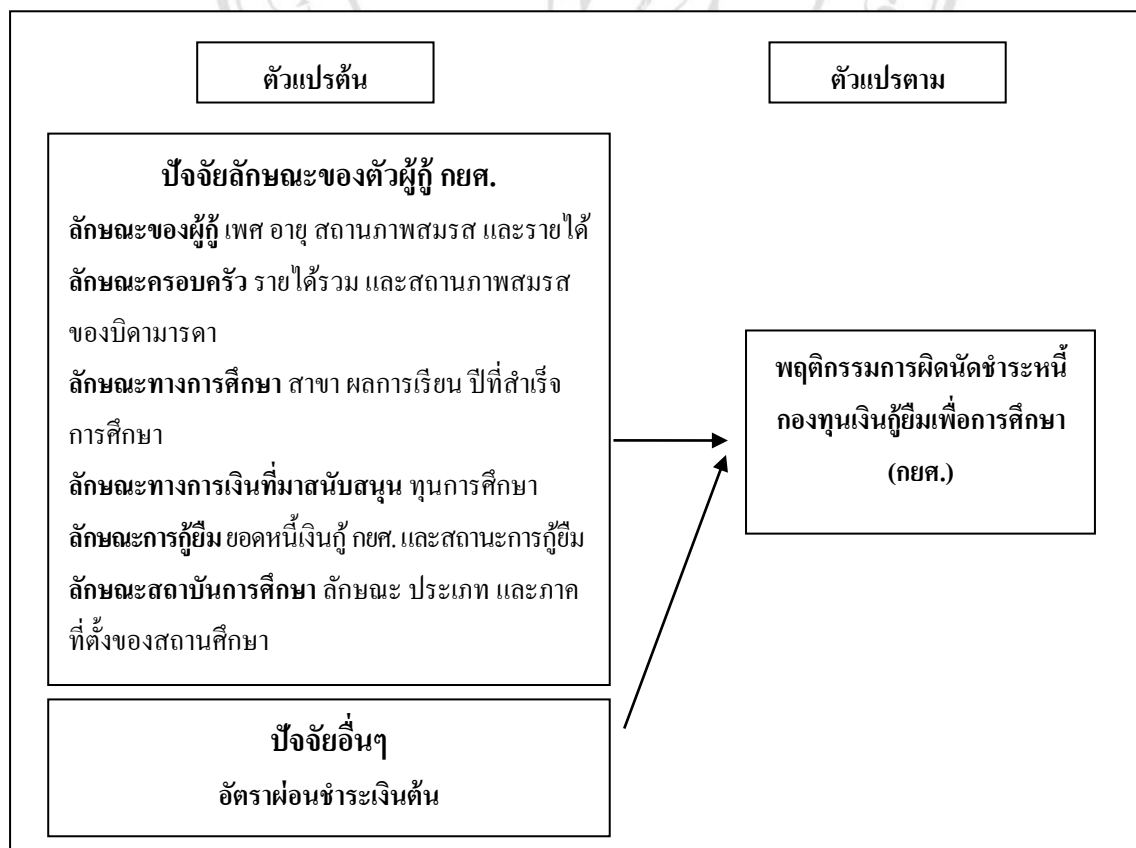 ตัวแปรต้น
ตัวแปรตาม
ปัจจัยลักษณะของตัวผู้กู้ กยศ.
ลักษณะของผู้กู้ เพศ อายุ สถานภาพสมรส และรายได้
ลักษณะครอบครัว รายได้รวม และสถานภาพสมรส
ของบิดามารดา
ลักษณะทางการศึกษา สาขา ผลการเรียน ปีที่สำเร็จ
การศึกษา
ลักษณะทางการเงินที่มาสนับสนุน ทุนการศึกษา
ลักษณะการกู้ยืม ยอดหนี้เงินกู้ กยศ. และสถานะการกู้ยืม
ลักษณะสถาบันการศึกษา ลักษณะ ประเภท และภาค
ที่ตั้งของสถานศึกษา
ปัจจัยอื่นๆ
อัตราผ่อนชำระเงินต้น
พฤติกรรมการผิดนัดชำระหนี้
กองทุนเงินกู้ยืมเพื่อการศึกษา
(กยศ.)